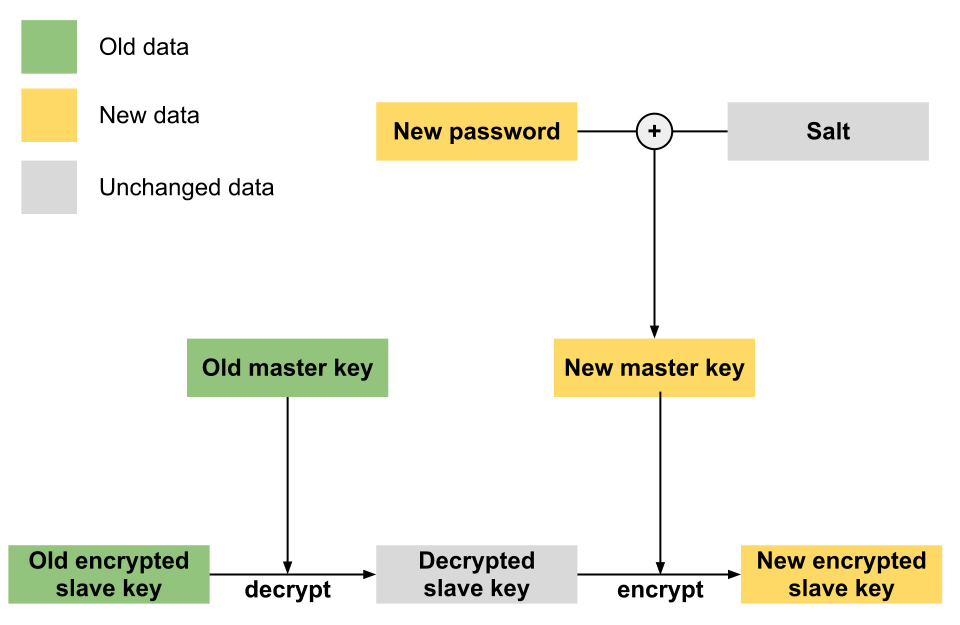 Old data
New data
Unchanged data
New password
+
Salt
Old master key
New master key
Old encrypted
slave key
decrypt
Decrypted
slave key
encrypt
New encrypted
slave key